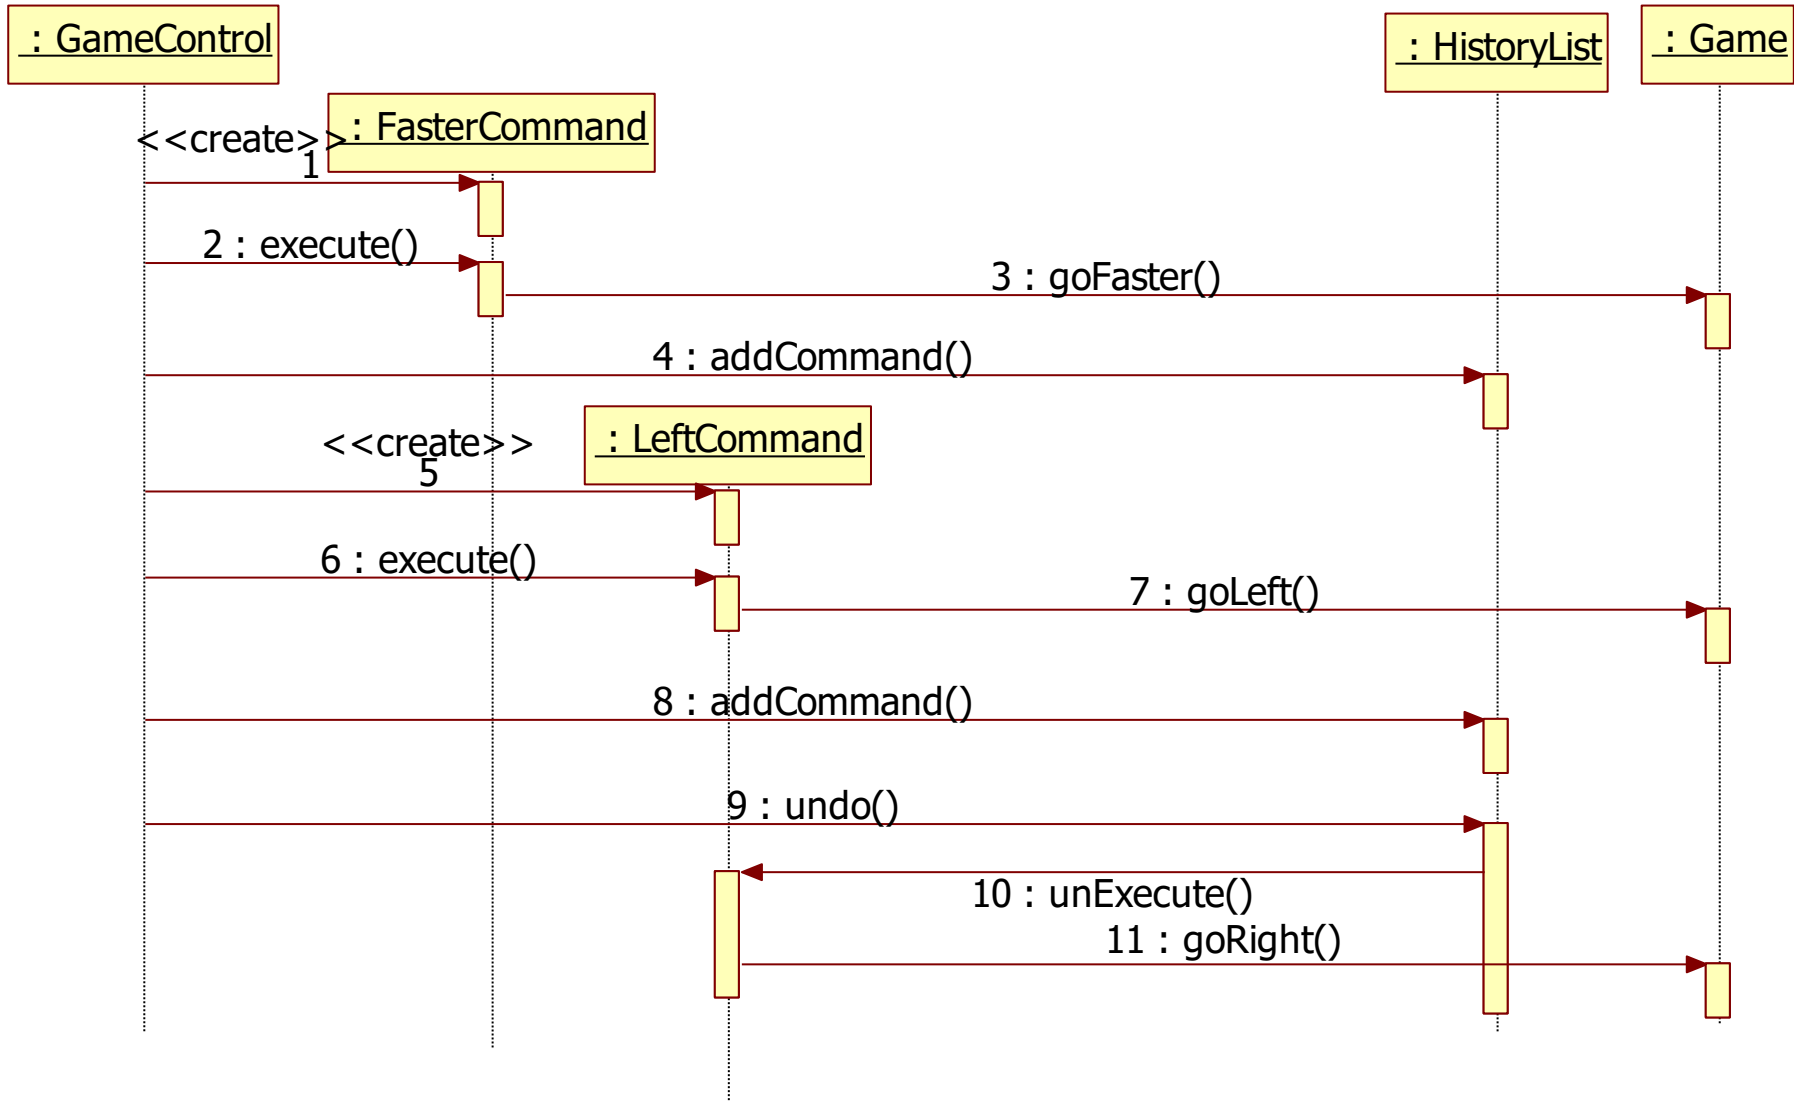 : GameControl
: HistoryList
: Game
: FasterCommand
<<create>>
1
2 : execute()
3 : goFaster()
4 : addCommand()
: LeftCommand
<<create>>
5
6 : execute()
7 : goLeft()
8 : addCommand()
9 : undo()
10 : unExecute()
11 : goRight()